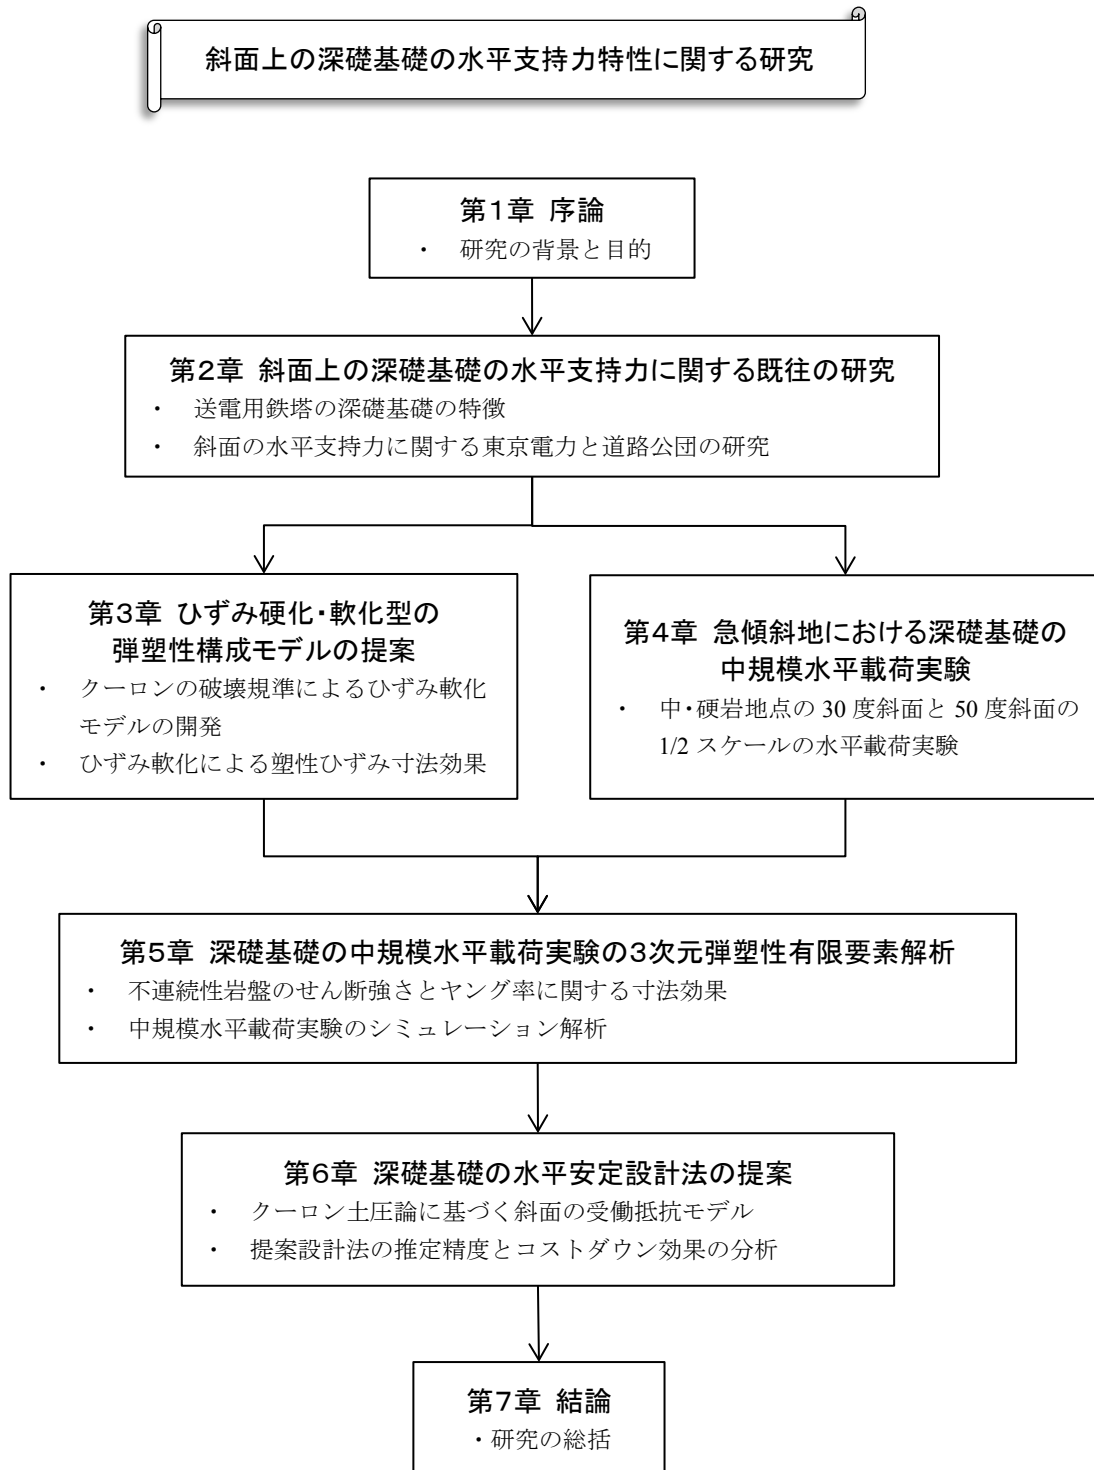 斜面上の深礎基礎の水平支持力特性に関する研究
第1章 序論
・ 研究の背景と目的
第2章 斜面上の深礎基礎の水平支持力に関する既往の研究
・ 送電用鉄塔の深礎基礎の特徴
・ 斜面の水平支持力に関する東京電力と道路公団の研究
第3章 ひずみ硬化・軟化型の
弾塑性構成モデルの提案
・ クーロンの破壊規準によるひずみ軟化
モデルの開発
・ ひずみ軟化による塑性ひずみ寸法効果
第4章 急傾斜地における深礎基礎の
中規模水平載荷実験
・ 中・硬岩地点の 30 度斜面と 50 度斜面の
1/2 スケールの水平載荷実験
第5章 深礎基礎の中規模水平載荷実験の3次元弾塑性有限要素解析
・ 不連続性岩盤のせん断強さとヤング率に関する寸法効果
・ 中規模水平載荷実験のシミュレーション解析
第6章 深礎基礎の水平安定設計法の提案
・ クーロン土圧論に基づく斜面の受働抵抗モデル
・ 提案設計法の推定精度とコストダウン効果の分析
第7章 結論
・研究の総括